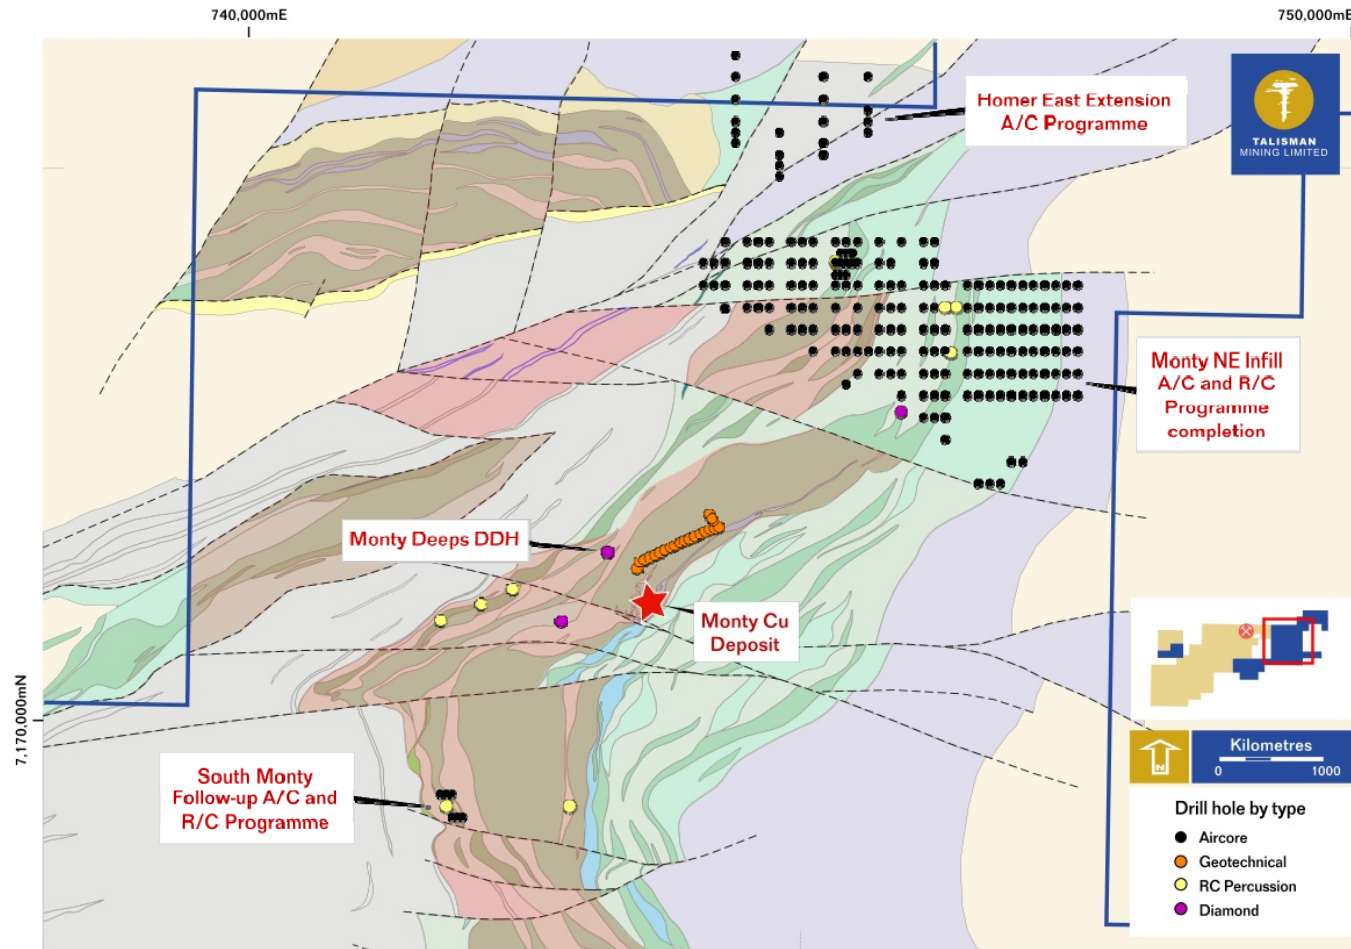 740,000mE
750,000mE
Homer East Extension
A/C Programme
TALISMAN
MINING LIMITED
Monty NE Infill
A/C and R/C
Programme
completion
Monty Deeps DDH
Monty Cu
Deposit
7,170,000mN
South Monty
Follow-up A/C and
R/C Programme
N
Kilometres
0 1000
Drill hole by type
Aircore
Geotechnical
RC Percussion
Diamond